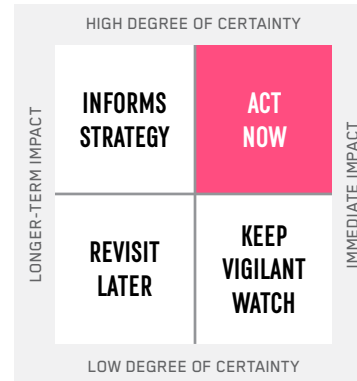 HIGH DEGREE OF CERTAINTY
LONGER-TERM IMPACT
INFORMS
STRATEGY
ACT
NOW
IMMEDIATE IMPACT
REVISIT
LATER
KEEP
VIGILANT
WATCH
LOW DEGREE OF CERTAINTY